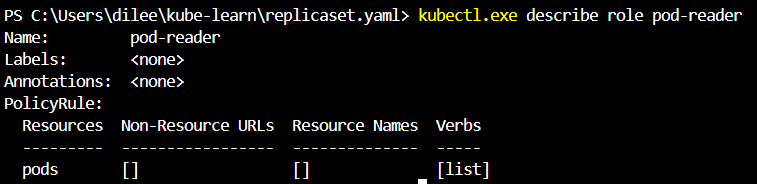 PS C:\Users\dilee\kube-learn\replicaset.yaml> kubectl.exe describe role pod-reader
Name:         pod-reader
Labels:       <none>
Annotations:  <none>
PolicyRule:
  Resources  Non-Resource URLs  Resource Names  Verbs
  ---------  -----------------  --------------  -----
  pods       []                 []              [list]